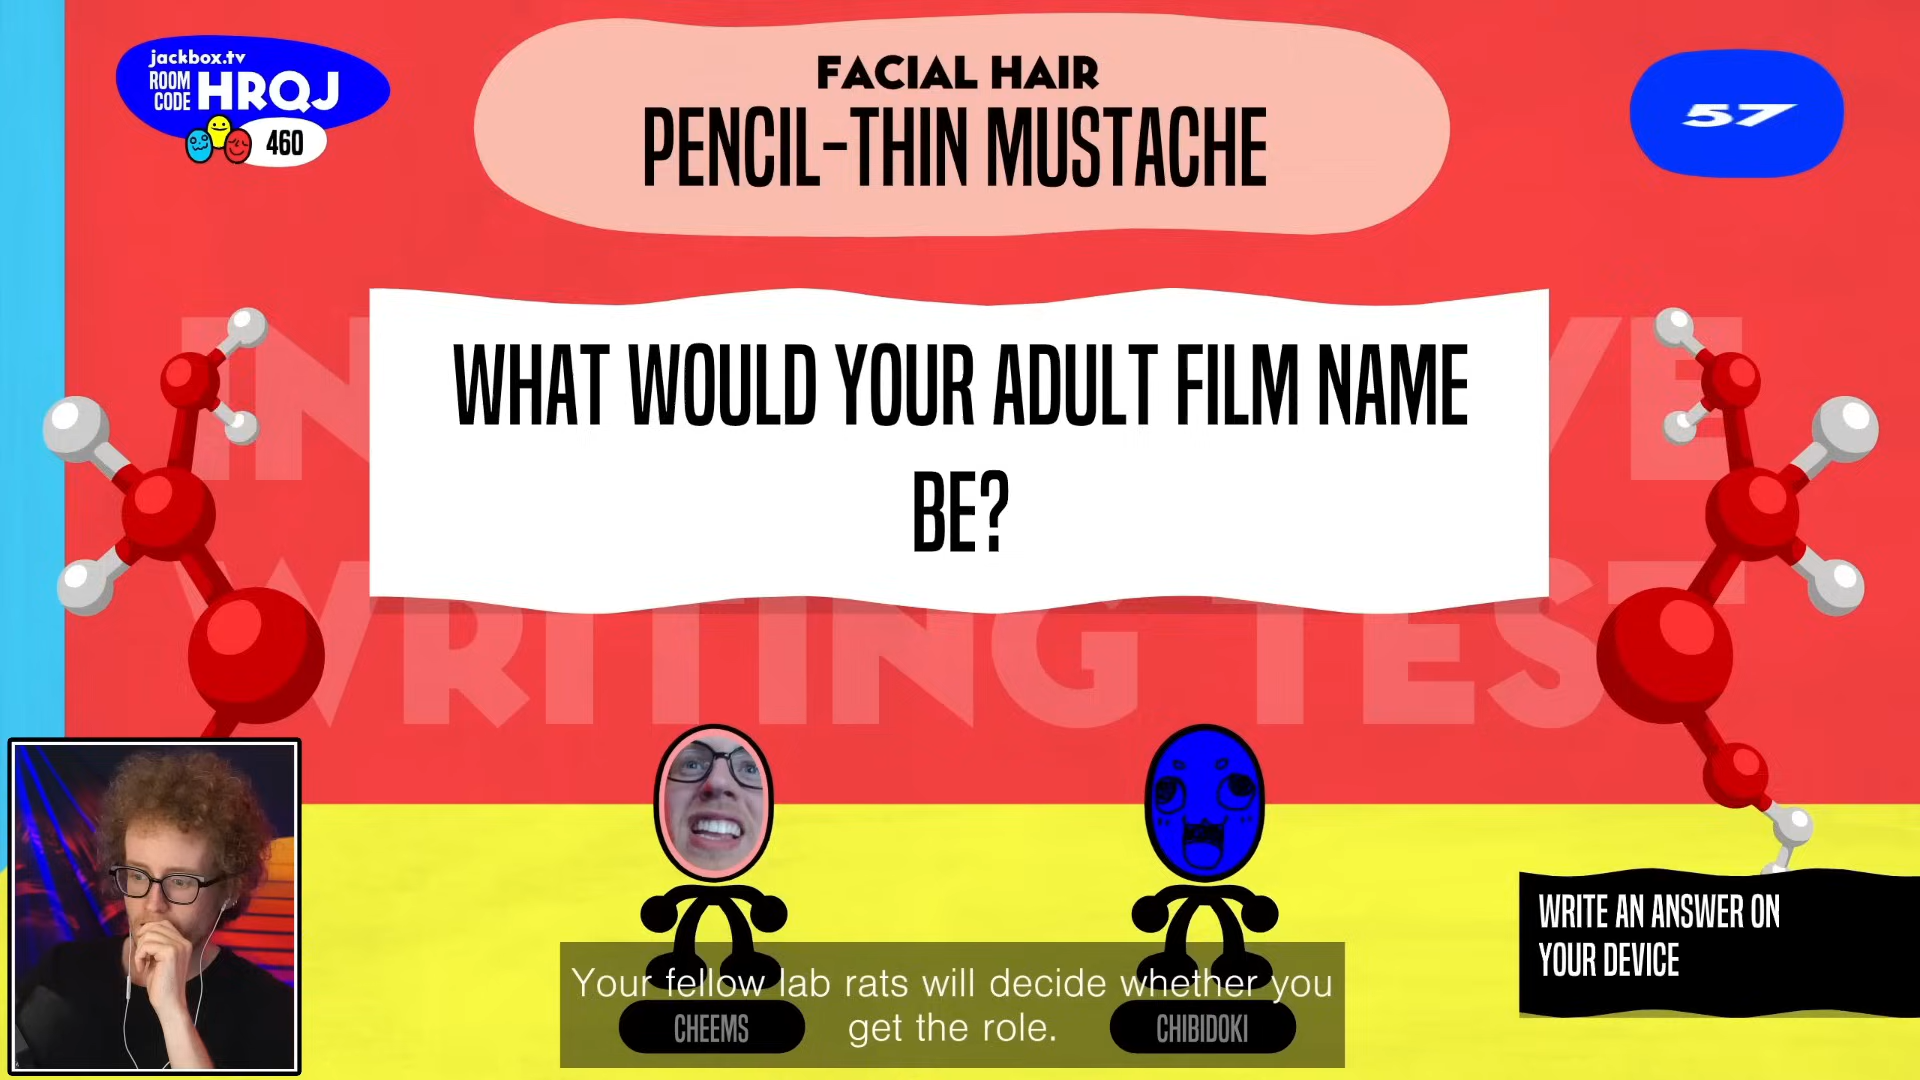 jackbox.tv
ROOM CODE HRQJ
460
FACIAL HAIR
PENCIL-THIN MUSTACHE
57
WHAT WOULD YOUR ADULT FILM NAME
BE?
WRITING TEST
WRITE AN ANSWER ON
YOUR DEVICE
Your fellow lab rats will decide whether you
get the role.
CHEEMS
CHIBIDOKI